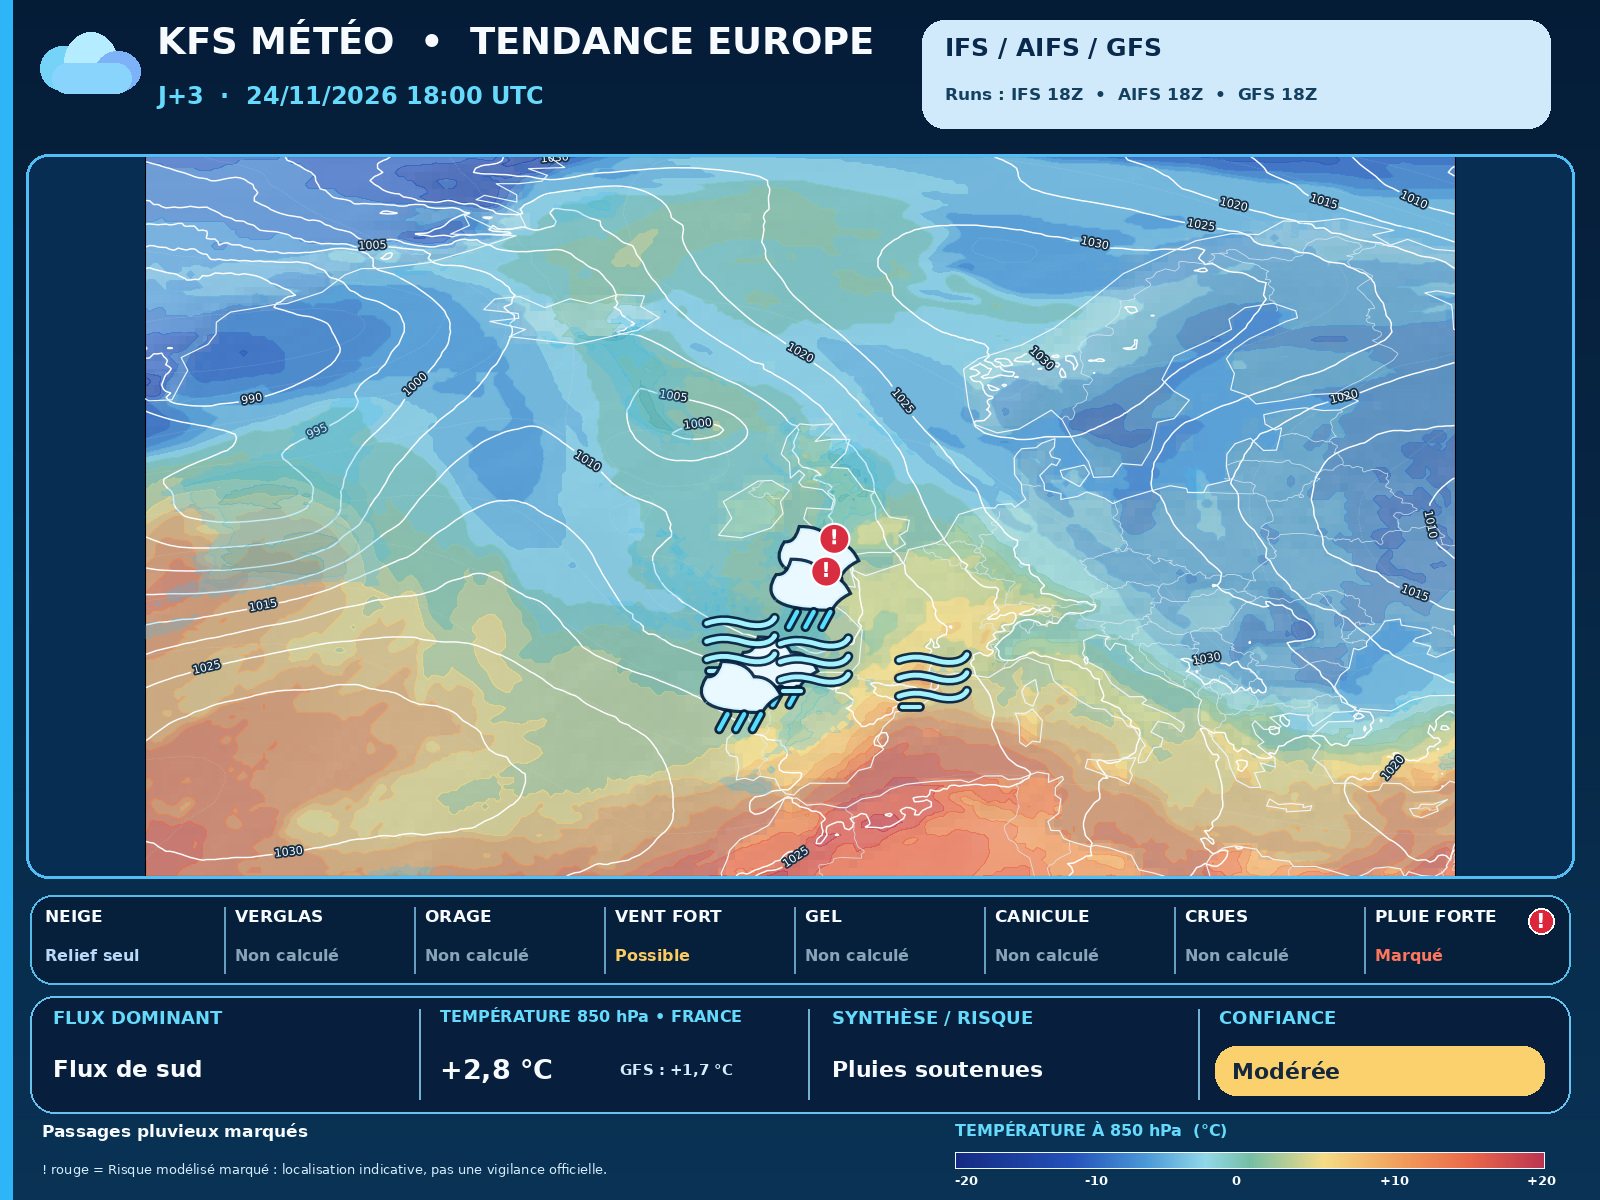 KFS MÉTÉO • TENDANCE EUROPE
J+3 · 24/11/2026 18:00 UTC
IFS / AIFS / GFS
Runs : IFS 18Z • AIFS 18Z • GFS 18Z
1030
1005
1020
1015
1010
1025
1030
1020
1030
1025
1020
990
1000
995
1005
1000
1010
1010
1015
1015
1025
1030
1020
1030
1025
!
!
NEIGE
Relief seul
VERGLAS
Non calculé
ORAGE
Non calculé
VENT FORT
Possible
GEL
Non calculé
CANICULE
Non calculé
CRUES
Non calculé
PLUIE FORTE
!
Marqué
FLUX DOMINANT
Flux de sud
TEMPÉRATURE 850 hPa • FRANCE
+2,8 °C
GFS : +1,7 °C
SYNTHÈSE / RISQUE
Pluies soutenues
CONFIANCE
Modérée
Passages pluvieux marqués
! rouge = Risque modélisé marqué : localisation indicative, pas une vigilance officielle.
TEMPÉRATURE À 850 hPa (°C)
-20 -10 0 +10 +20